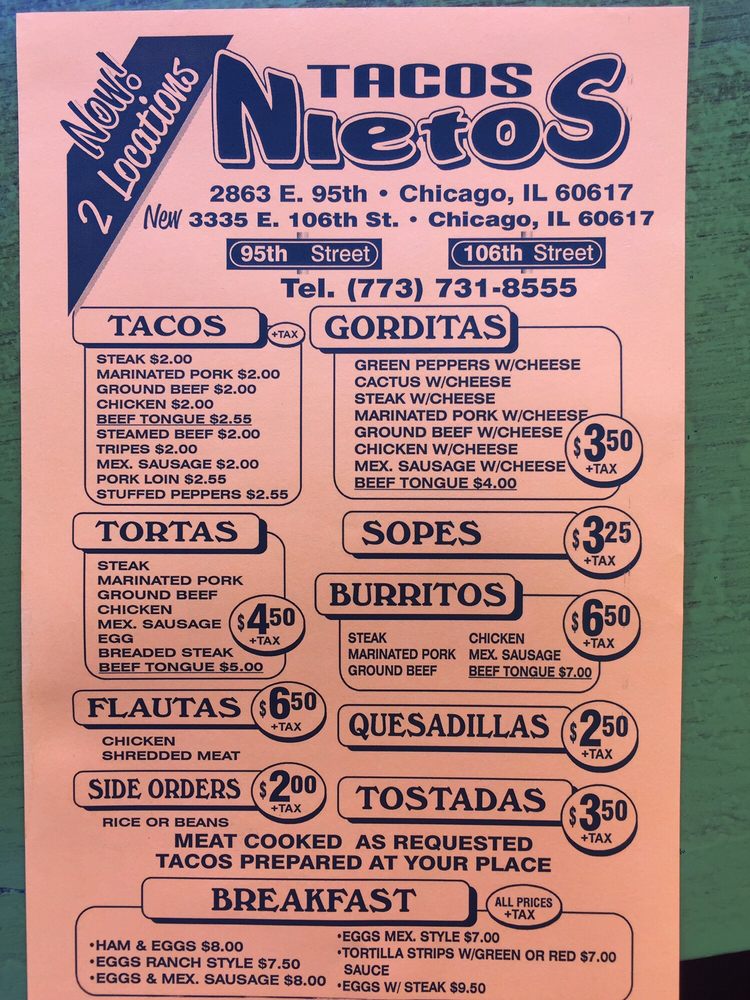 New!
2 Locations
TACOS
NIetoS
2863 E. 95th • Chicago, IL 60617
New 3335 E. 106th St. • Chicago, IL 60617
95th Street
106th Street
Tel. (773) 731-8555
TACOS +TAX
STEAK $2.00
MARINATED PORK $2.00
GROUND BEEF $2.00
CHICKEN $2.00
BEEF TONGUE $2.55
STEAMED BEEF $2.00
TRIPES $2.00
MEX. SAUSAGE $2.00
PORK LOIN $2.55
STUFFED PEPPERS $2.55
GORDITAS
GREEN PEPPERS W/CHEESE
CACTUS W/CHEESE
STEAK W/CHEESE
MARINATED PORK W/CHEESE
GROUND BEEF W/CHEESE
CHICKEN W/CHEESE
MEX. SAUSAGE W/CHEESE
BEEF TONGUE $4.00
$3.50
+TAX
TORTAS
STEAK
MARINATED PORK
GROUND BEEF
CHICKEN
MEX. SAUSAGE
EGG
BREADED STEAK
BEEF TONGUE $5.00
$4.50
+TAX
SOPES $3.25
+TAX
BURRITOS $6.50
+TAX
STEAK
MARINATED PORK
GROUND BEEF
CHICKEN
MEX. SAUSAGE
BEEF TONGUE $7.00
FLAUTAS $6.50
+TAX
CHICKEN
SHREDDED MEAT
QUESADILLAS $2.50
+TAX
SIDE ORDERS $2.00
+TAX
RICE OR BEANS
TOSTADAS $3.50
+TAX
MEAT COOKED AS REQUESTED
TACOS PREPARED AT YOUR PLACE
BREAKFAST
ALL PRICES
+TAX
•HAM & EGGS $8.00
•EGGS RANCH STYLE $7.50
•EGGS & MEX. SAUSAGE $8.00
•EGGS MEX. STYLE $7.00
•TORTILLA STRIPS W/GREEN OR RED $7.00
SAUCE
•EGGS W/ STEAK $9.50